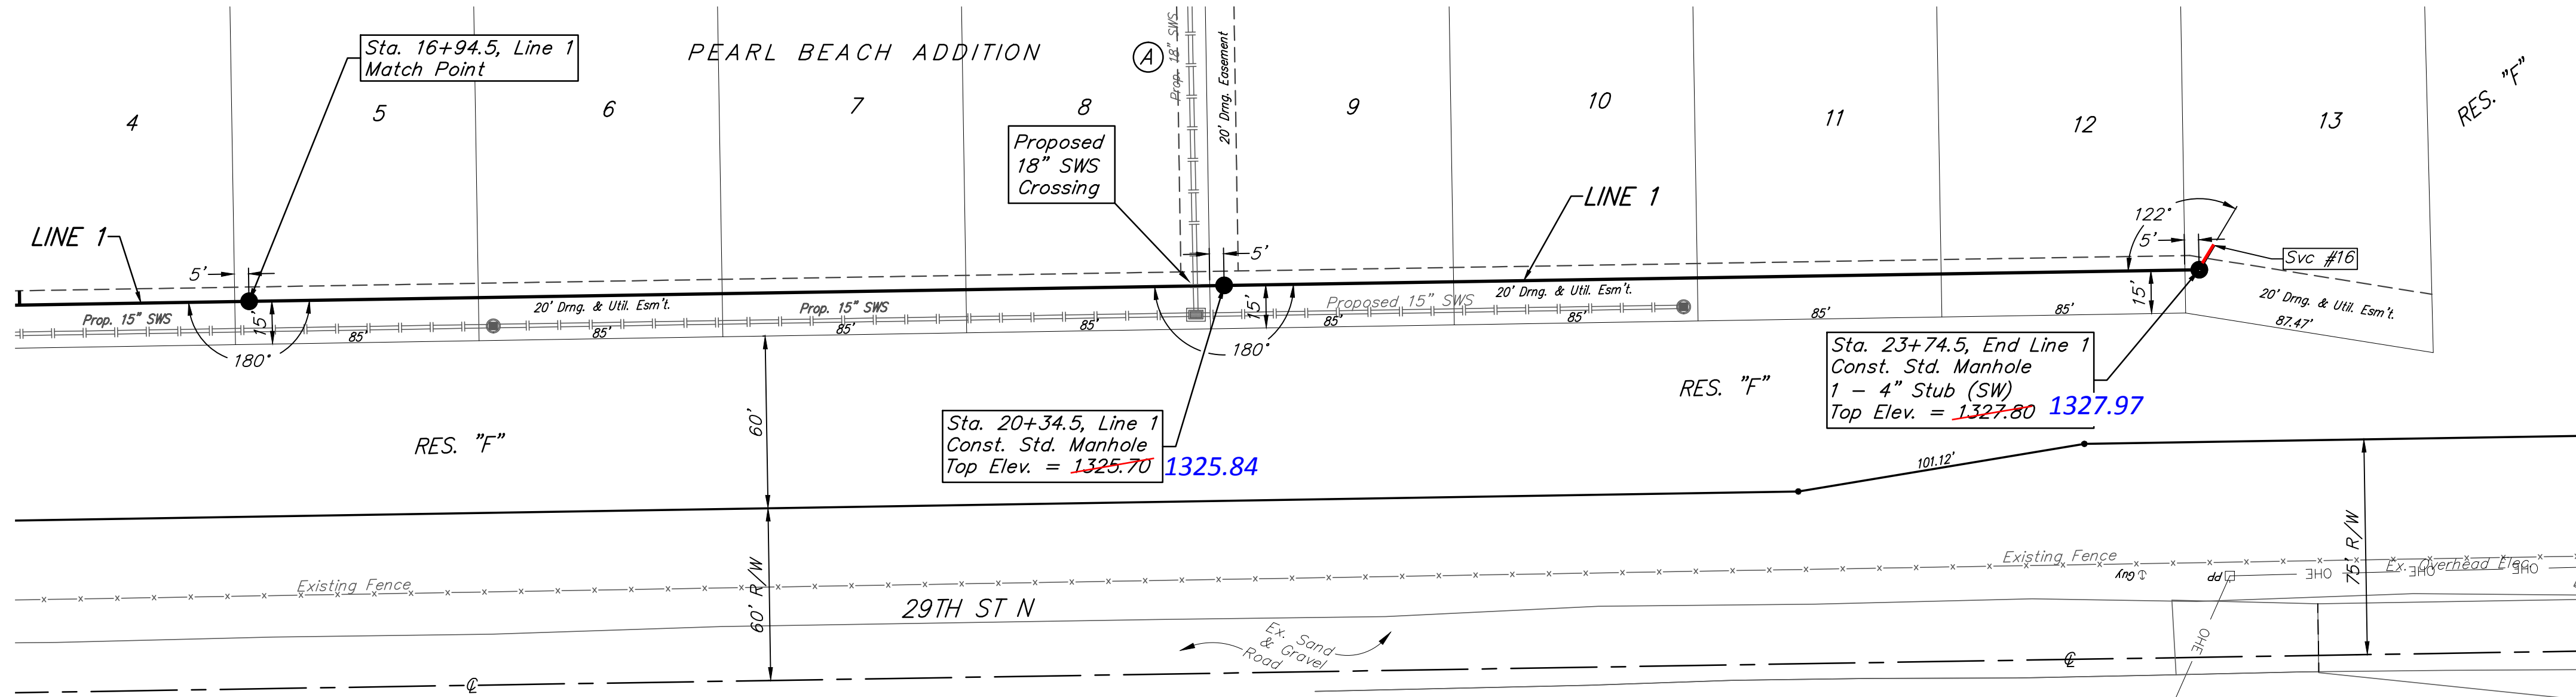 Sta. 16+94.5, Line 1
Match Point
PEARL BEACH ADDITION
A
Prop. 18" SWS
20' Drng. Easement
RES. "F"
4
5
6
7
8
9
10
11
12
13
Proposed
18" SWS
Crossing
LINE 1
LINE 1
122°
5'
5'
5'
Svc #16
15'
15'
15'
Prop. 15" SWS
20' Drng. & Util. Esm't.
Prop. 15" SWS
Proposed 15" SWS
20' Drng. & Util. Esm't.
20' Drng. & Util. Esm't.
87.47'
85'
85'
85'
85'
85'
85'
85'
85'
180°
180°
Sta. 23+74.5, End Line 1
Const. Std. Manhole
1 - 4" Stub (SW)
Top Elev. = 1327.80 1327.97
RES. "F"
60'
RES. "F"
Sta. 20+34.5, Line 1
Const. Std. Manhole
Top Elev. = 1325.70 1325.84
101.12'
60' R/W
75' R/W
Existing Fence
Existing Fence
Guy
PP
OHE
OHE
OHE
OHE
Ex. Overhead Elec.
29TH ST N
Ex. Sand
& Gravel
Road
℄
℄